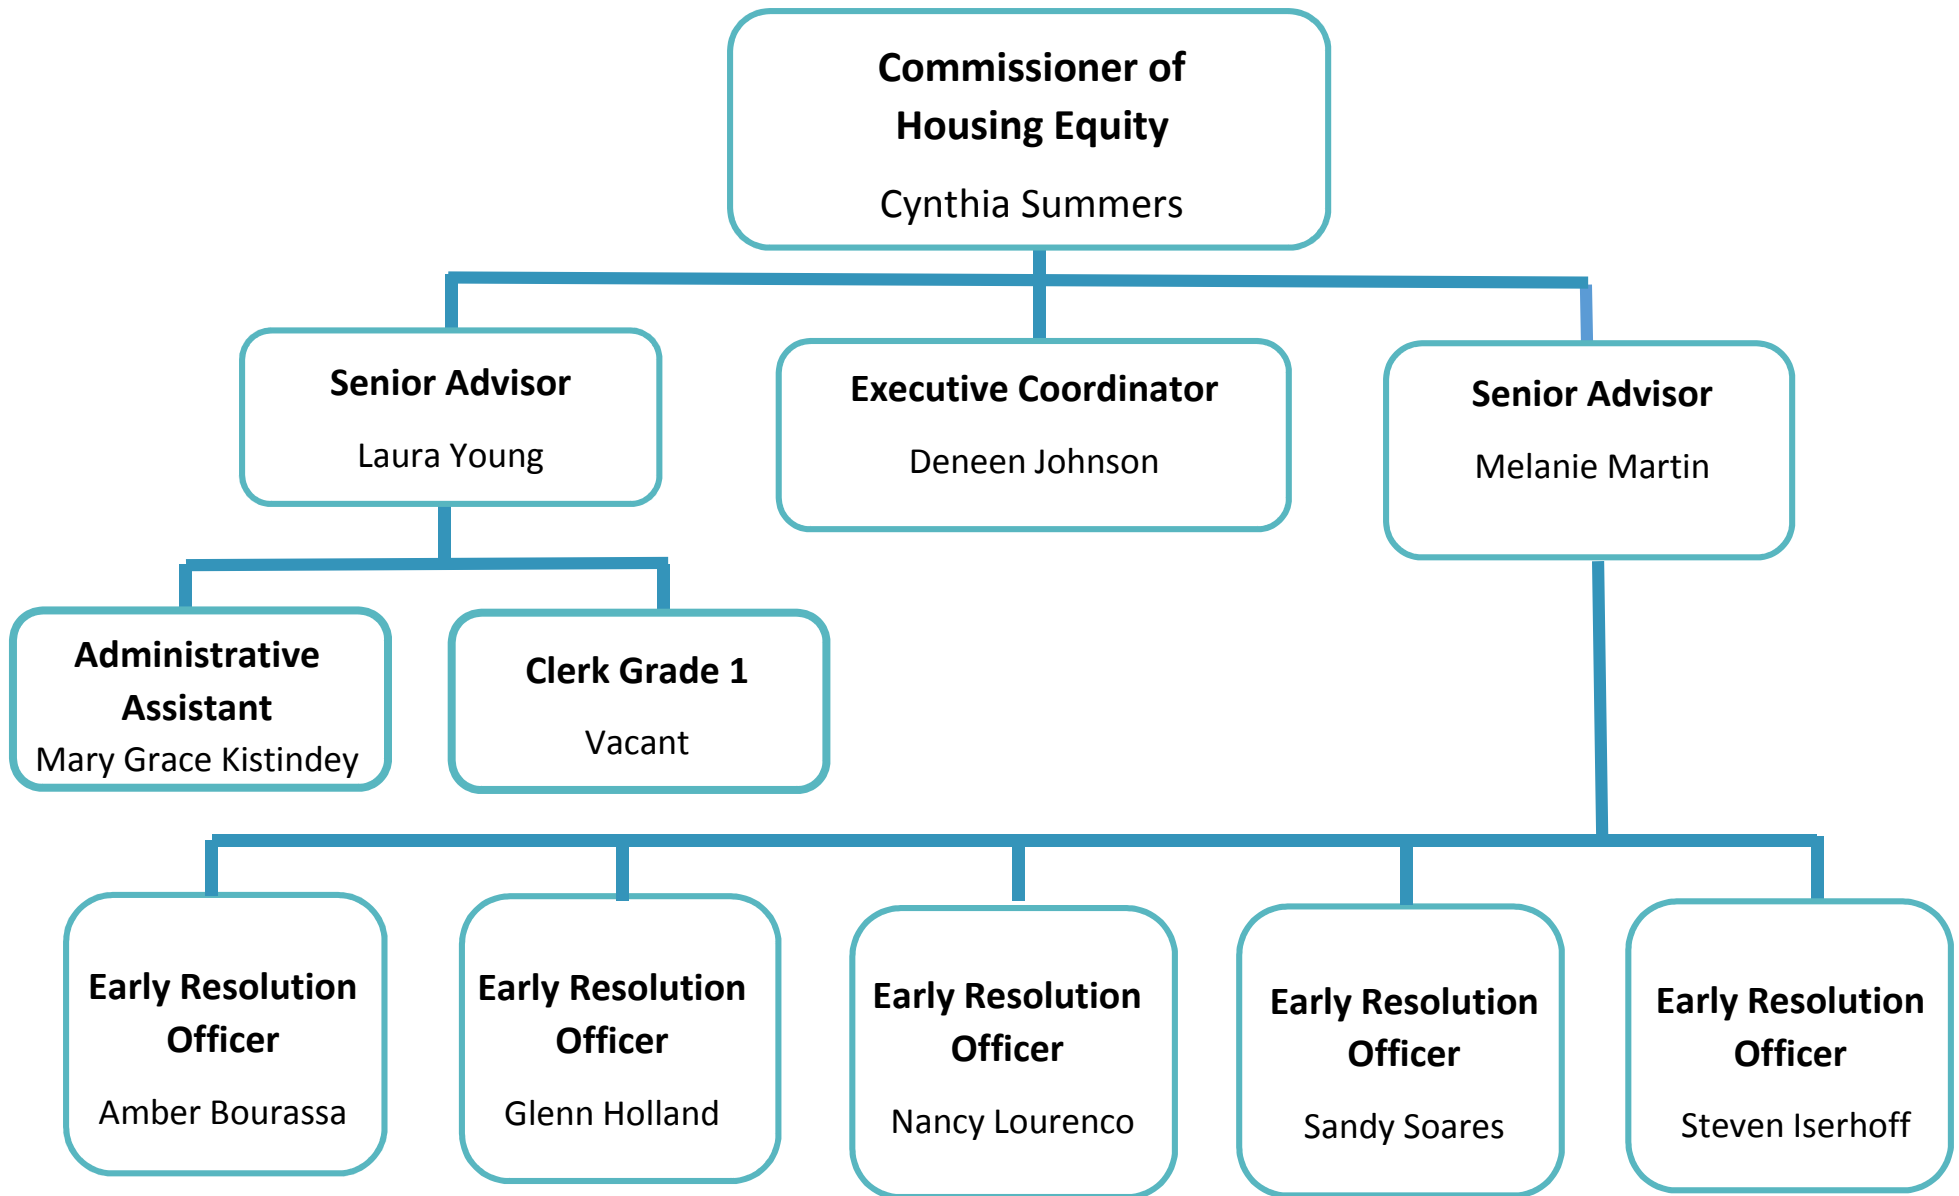 Commissioner of
Housing Equity
Cynthia Summers
Senior Advisor
Laura Young
Executive Coordinator
Deneen Johnson
Senior Advisor
Melanie Martin
Administrative
Assistant
Mary Grace Kistindey
Clerk Grade 1
Vacant
Early Resolution
Officer
Amber Bourassa
Early Resolution
Officer
Glenn Holland
Early Resolution
Officer
Nancy Lourenco
Early Resolution
Officer
Sandy Soares
Early Resolution
Officer
Steven Iserhoff